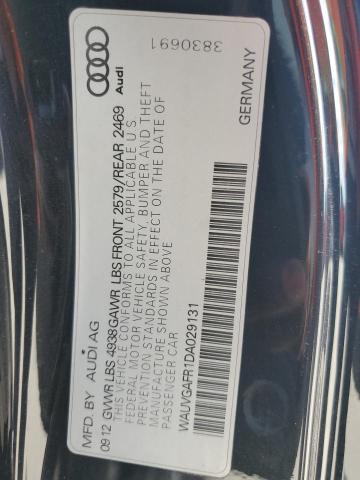 MFD. BY AUDI AG
09 12 GVWR LBS 4938 GAWR LBS FRONT 2579/REAR 2469
THIS VEHICLE CONFORMS TO ALL APPLICABLE U.S.
FEDERAL MOTOR VEHICLE SAFETY, BUMPER AND THEFT
PREVENTION STANDARDS IN EFFECT ON THE DATE OF
MANUFACTURE SHOWN ABOVE
PASSENGER CAR
WAUVGAFR1DA029131
GERMANY
Audi
3830691